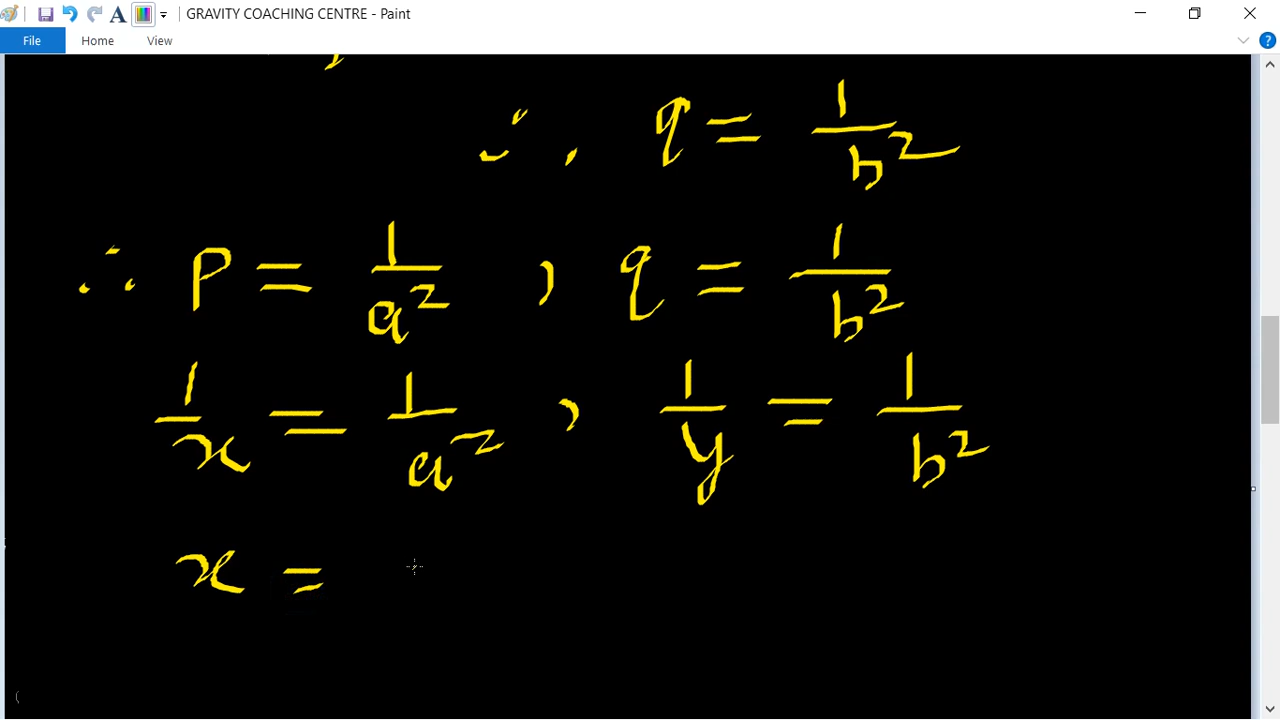 GRAVITY COACHING CENTRE - Paint
File Home View
∴ q = 1/b²
∴ p = 1/a² , q = 1/b²
1/x = 1/a² , 1/y = 1/b²
x =